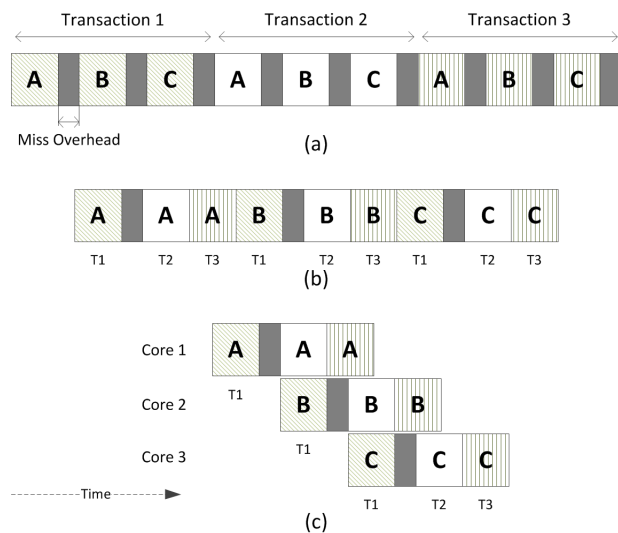 Transaction 1 Transaction 2 Transaction 3
A B C A B C A B C
Miss Overhead
(a)
A A A B B B C C C
T1 T2 T3 T1 T2 T3 T1 T2 T3
(b)
Core 1 A A A
T1
Core 2 B B B
T1
Core 3 C C C
Time
T1 T2 T3
(c)